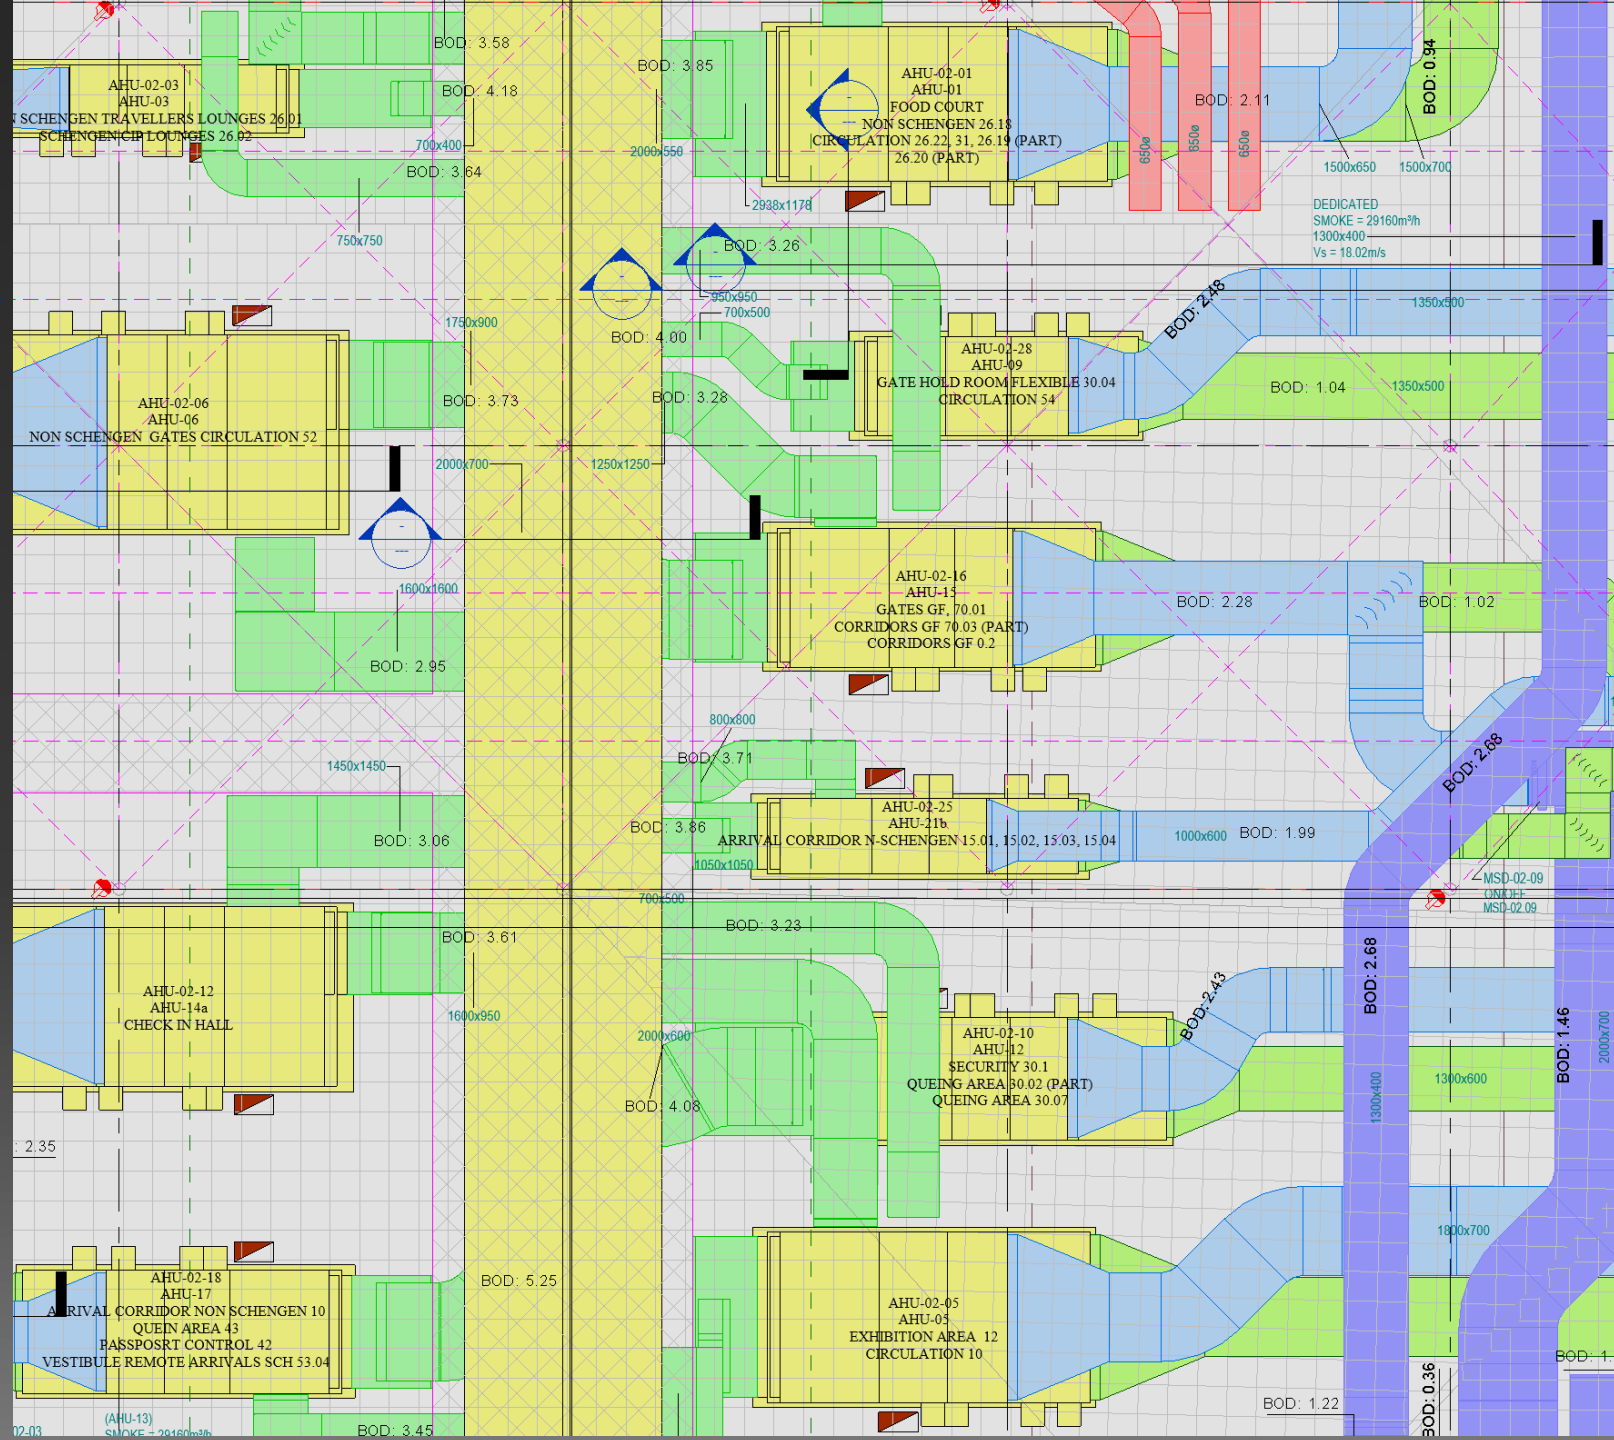 BOD: 3.58
BOD: 4.18
700x400
BOD: 3.64
750x750
AHU-02-03
AHU-03
SCHENGEN TRAVELLERS LOUNGES 26.01
SCHENGEN CIP LOUNGES 26.02
BOD: 3.85
2000x550
2938x1178
AHU-02-01
AHU-01
FOOD COURT
NON SCHENGEN 26.18
CIRCULATION 26.22, 31, 26.19 (PART)
26.20 (PART)
650ø
650ø
650ø
BOD: 2.11
BOD: 0.94
1500x650
1500x700
DEDICATED
SMOKE = 29160m³/h
1300x400
Vs = 18.02m/s
BOD: 3.26
950x950
700x500
1750x900
BOD: 4.00
BOD: 3.73
BOD: 3.28
2000x700
1250x1250
AHU-02-06
AHU-06
NON SCHENGEN GATES CIRCULATION 52
AHU-02-28
AHU-09
GATE HOLD ROOM FLEXIBLE 30.04
CIRCULATION 54
BOD: 2.48
1350x500
BOD: 1.04
1350x500
1600x1600
BOD: 2.95
AHU-02-16
AHU-15
GATES GF, 70.01
CORRIDORS GF 70.03 (PART)
CORRIDORS GF 0.2
BOD: 2.28
BOD: 1.02
800x800
BOD: 3.71
1450x1450
BOD: 3.06
BOD: 3.86
1050x1050
AHU-02-25
AHU-21b
ARRIVAL CORRIDOR N-SCHENGEN 15.01, 15.02, 15.03, 15.04
1000x600
BOD: 1.99
BOD: 2.68
MSD-02-09
ON/OFF
MSD-02.09
700x500
BOD: 3.23
BOD: 3.61
1600x950
AHU-02-12
AHU-14a
CHECK IN HALL
2000x600
BOD: 4.08
AHU-02-10
AHU-12
SECURITY 30.1
QUEING AREA 30.02 (PART)
QUEING AREA 30.07
BOD: 2.43
BOD: 2.68
1300x400
1300x600
BOD: 1.46
2000x700
: 2.35
AHU-02-18
AHU-17
ARRIVAL CORRIDOR NON SCHENGEN 10
QUEIN AREA 43
PASSPOSRT CONTROL 42
VESTIBULE REMOTE ARRIVALS SCH 53.04
BOD: 5.25
AHU-02-05
AHU-05
EXHIBITION AREA 12
CIRCULATION 10
1800x700
BOD: 1.
BOD: 1.22
BOD: 0.36
BOD: 3.45
02-03
(AHU-13)
SMOKE = 29160m³/h